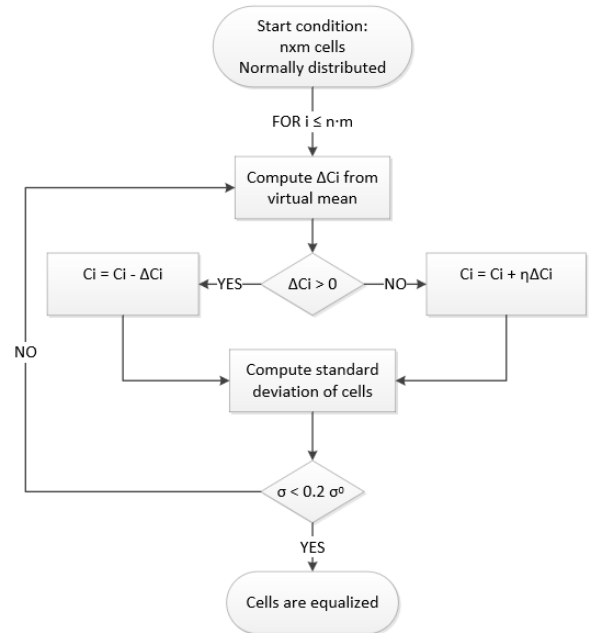 Start condition:
nxm cells
Normally distributed
FOR i ≤ n·m
Compute ΔCi from
virtual mean
Ci = Ci - ΔCi
YES
ΔCi > 0
NO
Ci = Ci + ηΔCi
NO
Compute standard
deviation of cells
σ < 0.2 σ⁰
YES
Cells are equalized